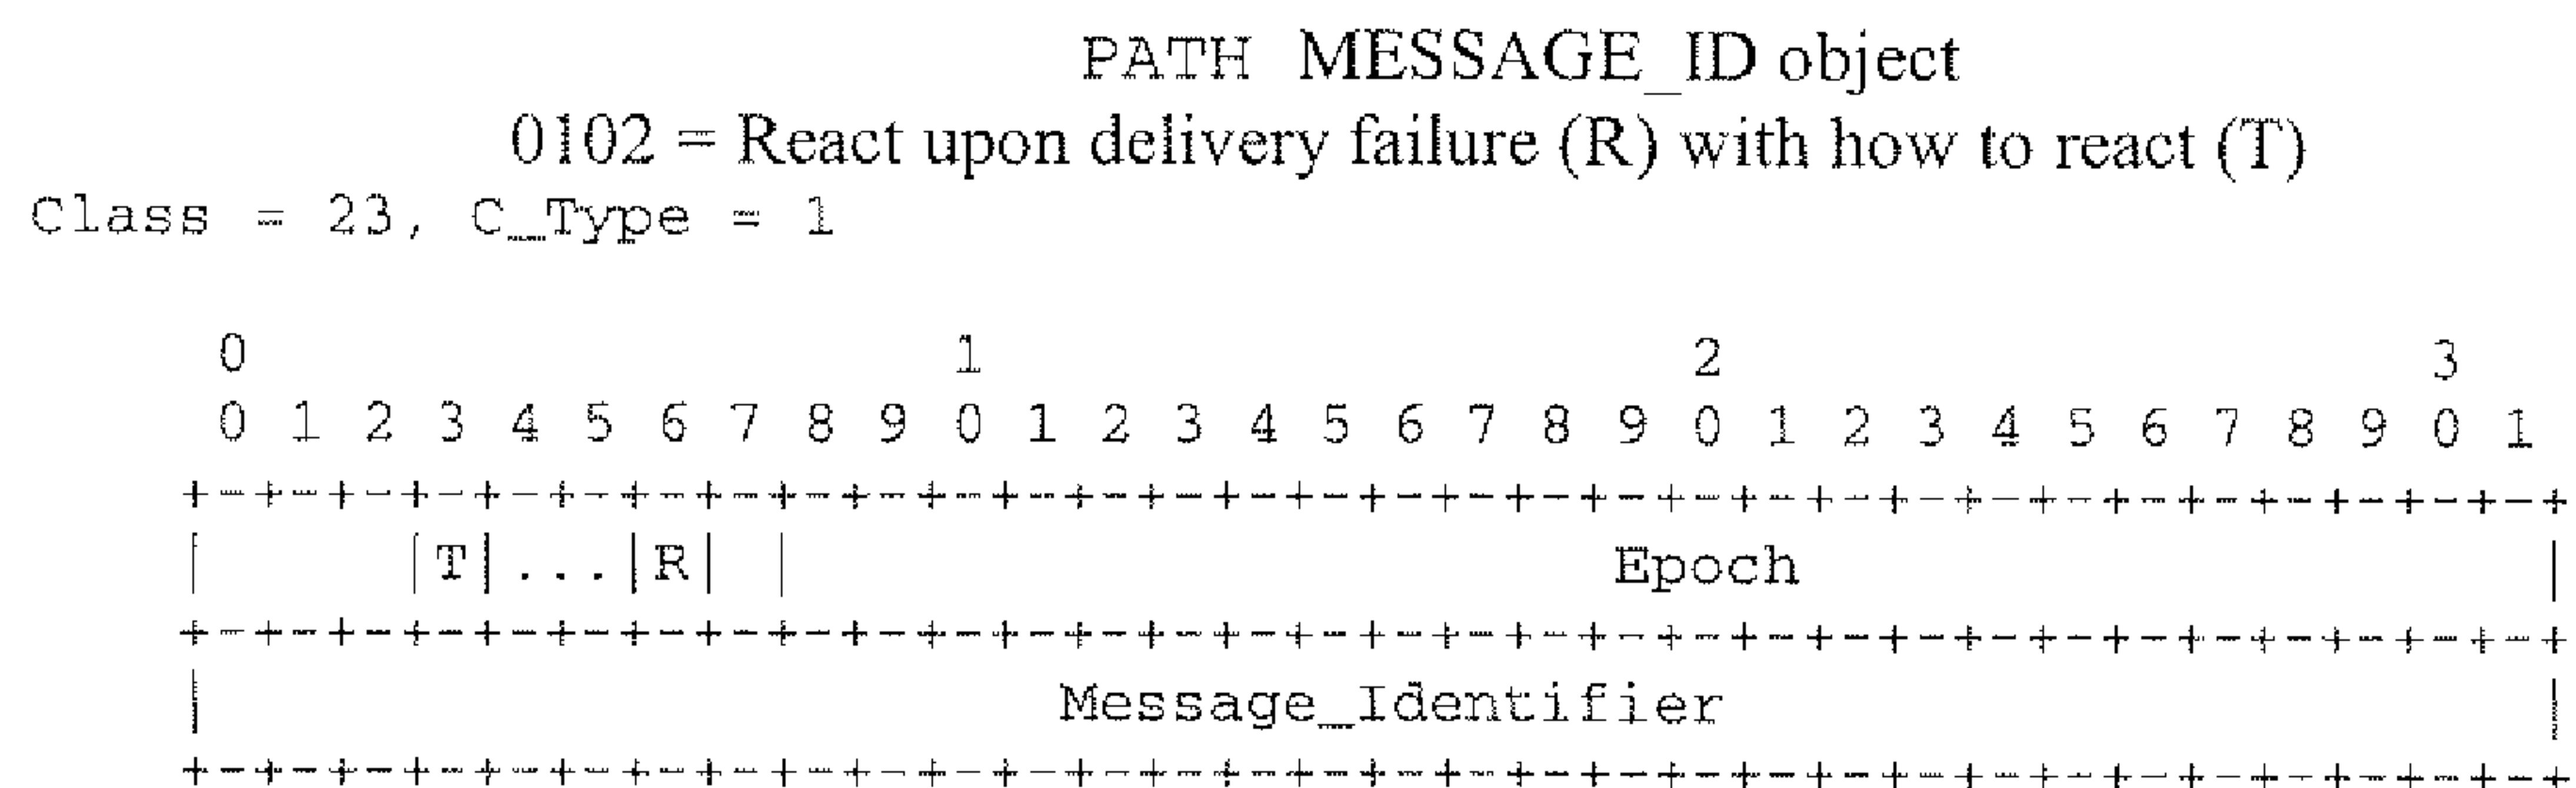 PATH MESSAGE_ID object
0102 = React upon delivery failure (R) with how to react (T)
Class = 23, C_Type = 1
0 1 2 3
0 1 2 3 4 5 6 7 8 9 0 1 2 3 4 5 6 7 8 9 0 1 2 3 4 5 6 7 8 9 0 1
+-+-+-+-+-+-+-+-+-+-+-+-+-+-+-+-+-+-+-+-+-+-+-+-+-+-+-+-+-+-+-+-+
| |T|...|R| | Epoch |
+-+-+-+-+-+-+-+-+-+-+-+-+-+-+-+-+-+-+-+-+-+-+-+-+-+-+-+-+-+-+-+-+
| Message_Identifier |
+-+-+-+-+-+-+-+-+-+-+-+-+-+-+-+-+-+-+-+-+-+-+-+-+-+-+-+-+-+-+-+-+